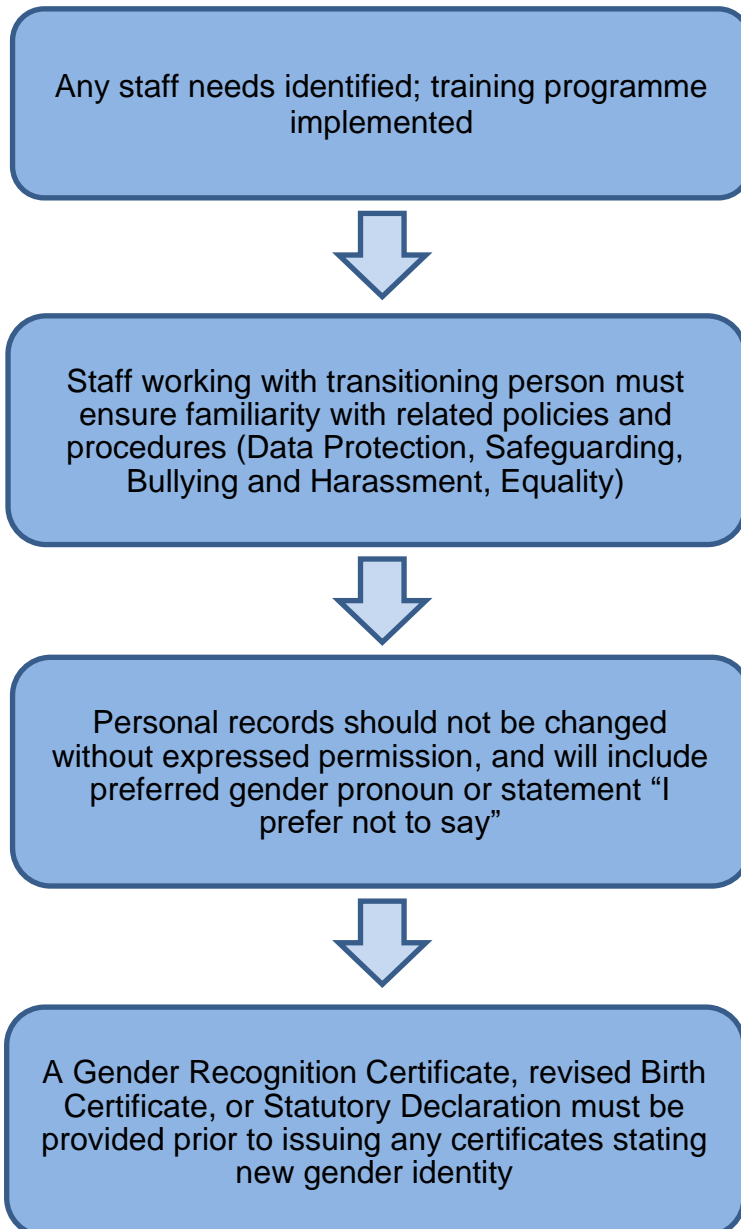 Any staff needs identified; training programme
implemented
Staff working with transitioning person must
ensure familiarity with related policies and
procedures (Data Protection, Safeguarding,
Bullying and Harassment, Equality)
Personal records should not be changed
without expressed permission, and will include
preferred gender pronoun or statement “I
prefer not to say”
A Gender Recognition Certificate, revised Birth
Certificate, or Statutory Declaration must be
provided prior to issuing any certificates stating
new gender identity